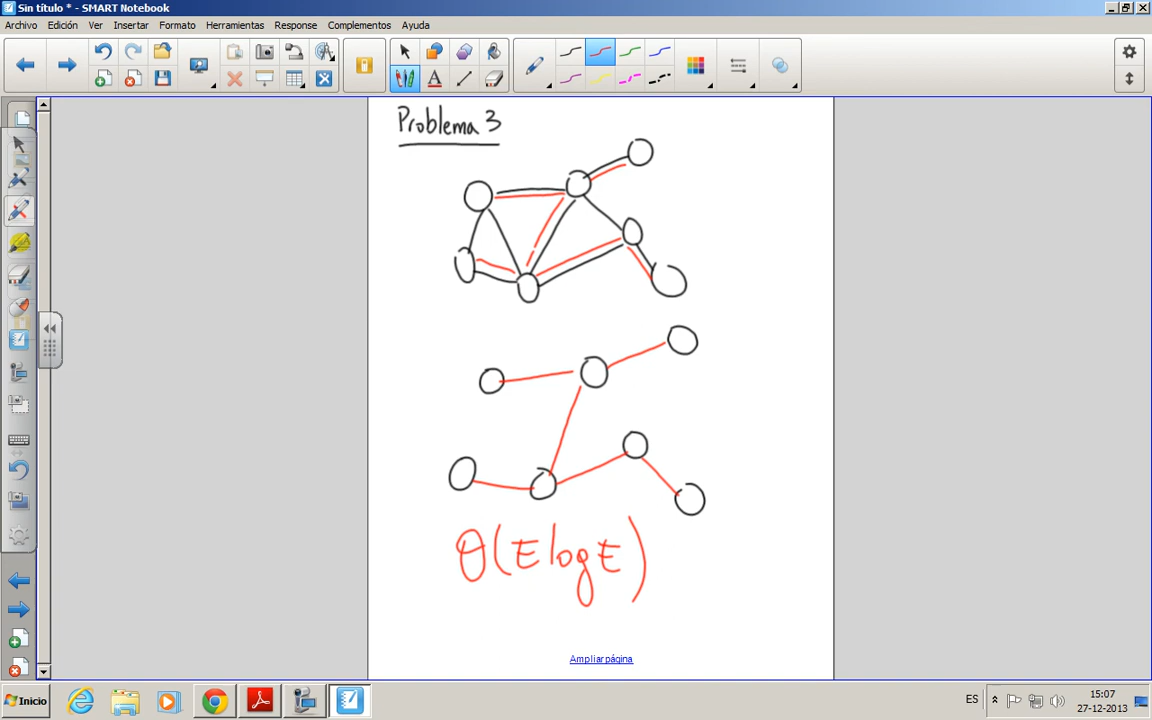 Sin título * - SMART Notebook
Archivo Edición Ver Insertar Formato Herramientas Response Complementos Ayuda
Problema 3
θ(E log E)
Ampliar página
Inicio
ES
15:07
27-12-2013